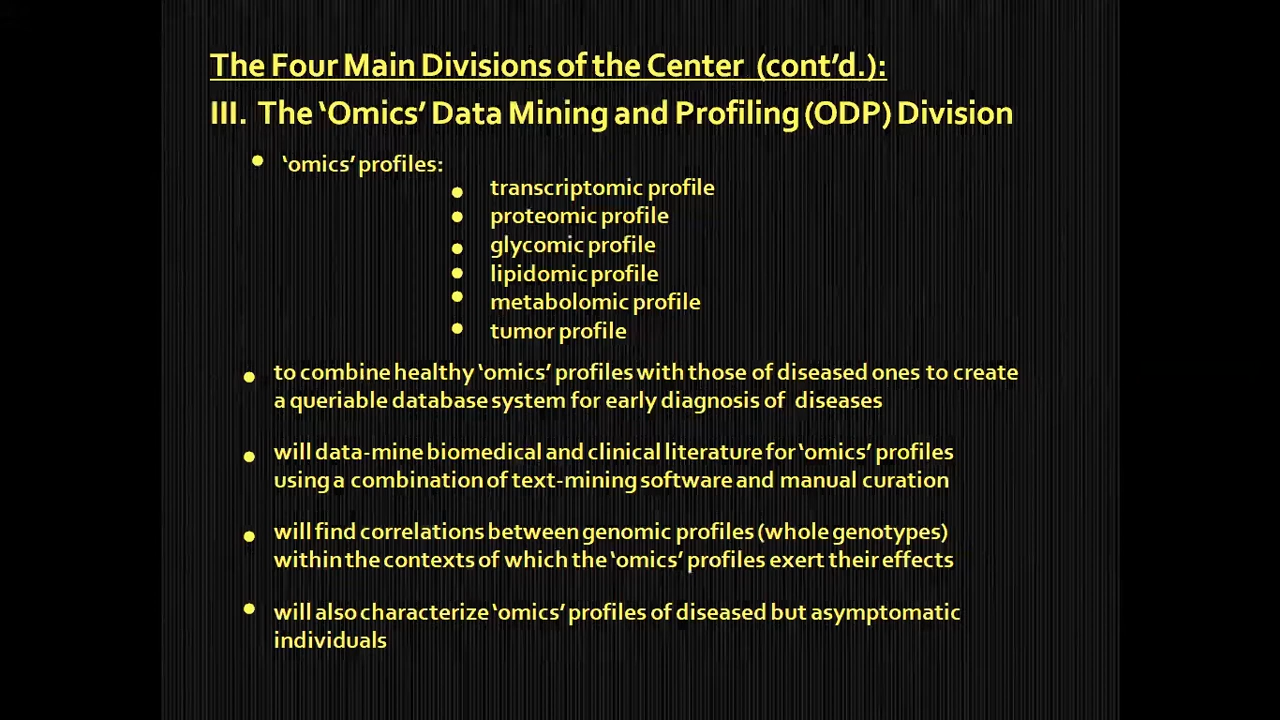 The Four Main Divisions of the Center (cont’d.):
III. The ‘Omics’ Data Mining and Profiling (ODP) Division
• ‘omics’ profiles:
• transcriptomic profile
• proteomic profile
• glycomic profile
• lipidomic profile
• metabolomic profile
• tumor profile
• to combine healthy ‘omics’ profiles with those of diseased ones to create
a queriable database system for early diagnosis of diseases
• will data-mine biomedical and clinical literature for ‘omics’ profiles
using a combination of text-mining software and manual curation
• will find correlations between genomic profiles (whole genotypes)
within the contexts of which the ‘omics’ profiles exert their effects
• will also characterize ‘omics’ profiles of diseased but asymptomatic
individuals